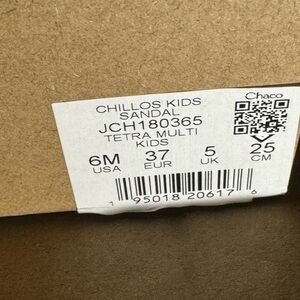 Chaco
CHILLOS KIDS
SANDAL
JCH180365
TETRA MULTI
KIDS
6M 37 5 25
USA EUR UK CM
1 95018 20617 6